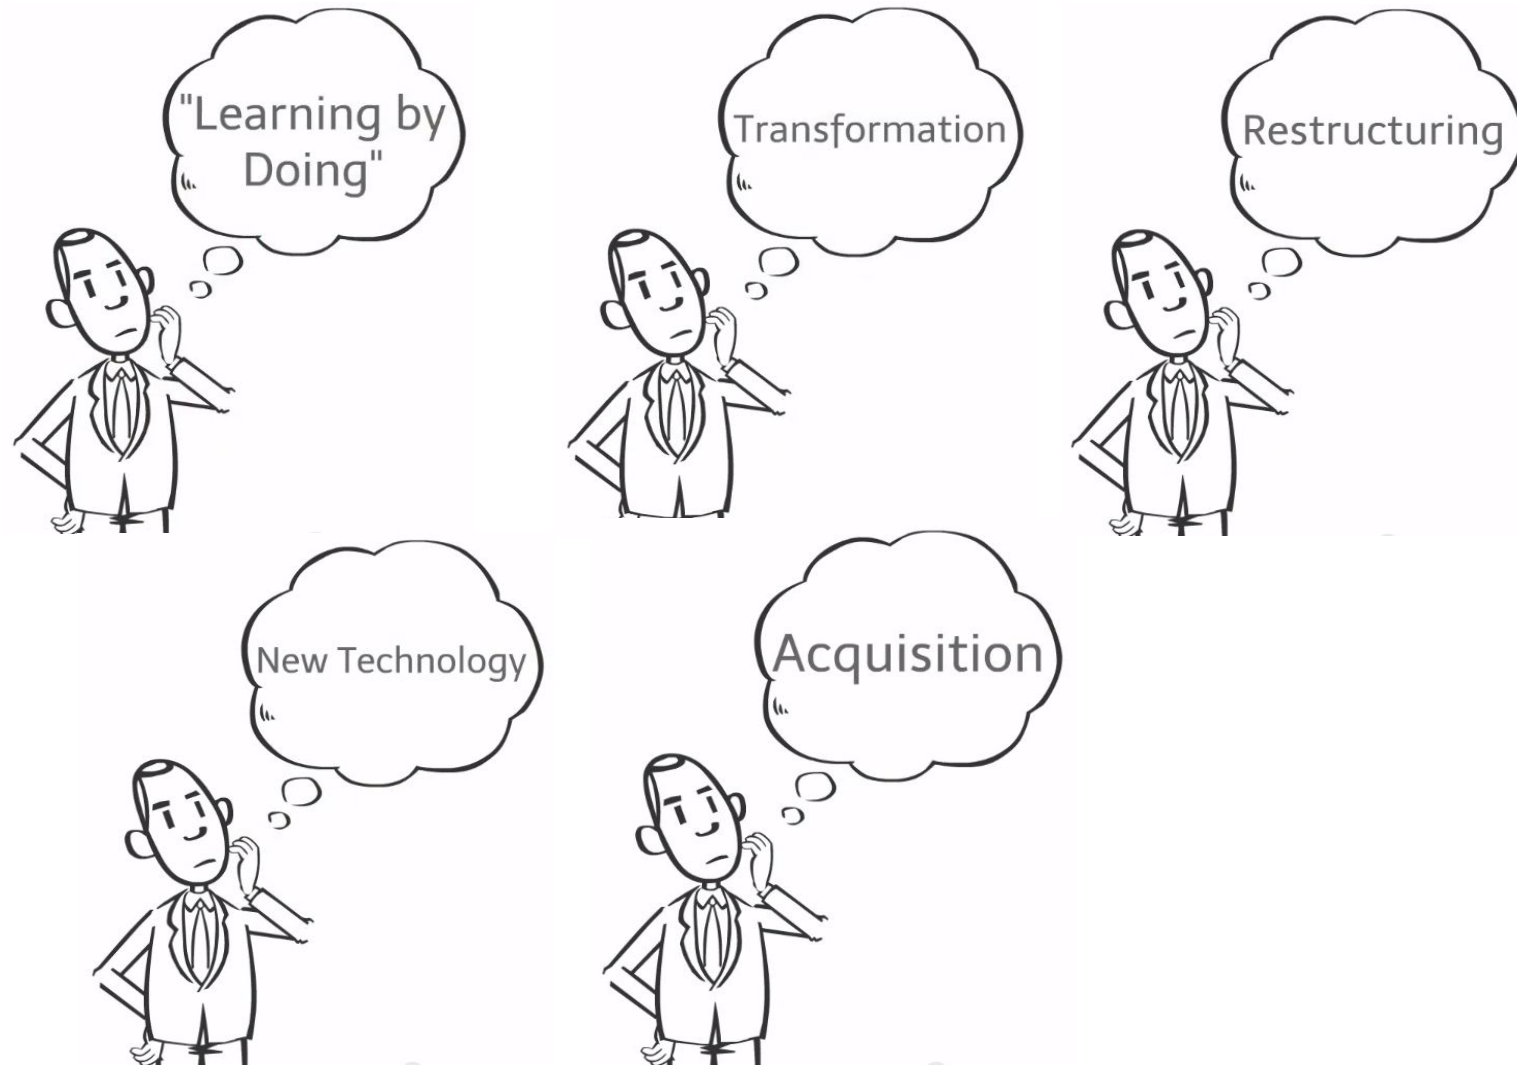 "Learning by
Doing"
Transformation
Restructuring
New Technology
Acquisition